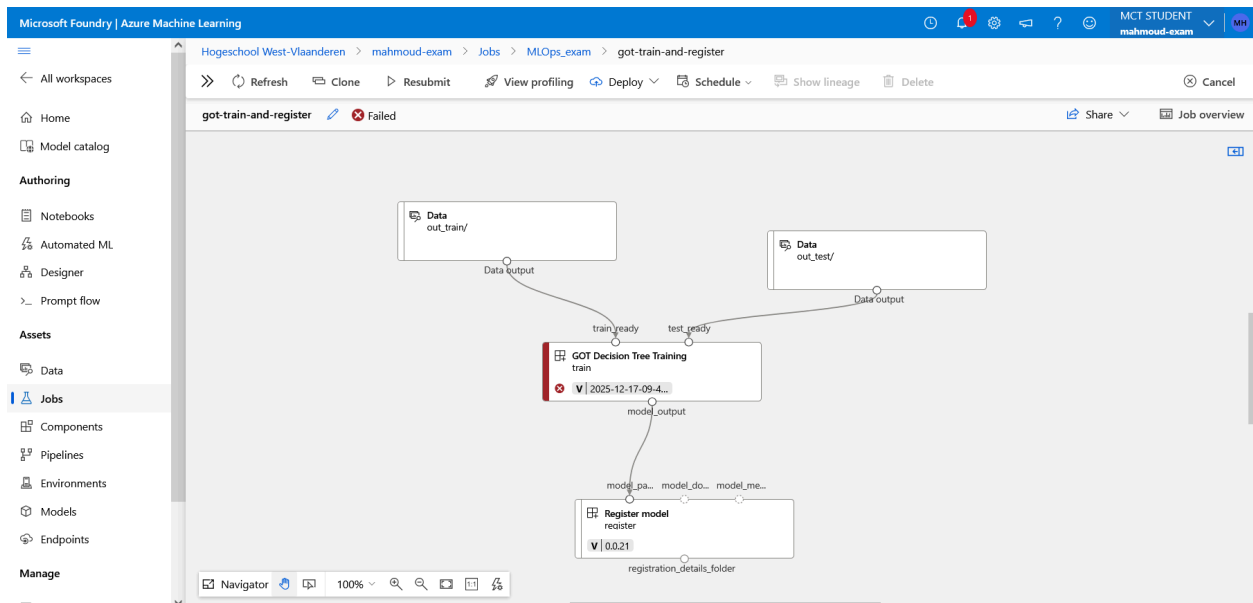 Microsoft Foundry | Azure Machine Learning
1
MCT STUDENT
mahmoud-exam
MH
All workspaces
Home
Model catalog
Authoring
Notebooks
Automated ML
Designer
Prompt flow
Assets
Data
Jobs
Components
Pipelines
Environments
Models
Endpoints
Manage
Hogeschool West-Vlaanderen > mahmoud-exam > Jobs > MLOps_exam > got-train-and-register
Refresh Clone Resubmit View profiling Deploy Schedule Show lineage Delete Cancel
got-train-and-register Failed Share Job overview
Data
out_train/
Data output
Data
out_test/
Data output
train_ready test_ready
GOT Decision Tree Training
train
V 2025-12-17-09-4...
model_output
model_pa... model_do... model_me...
Register model
register
V 0.0.21
registration_details_folder
Navigator 100% 1:1